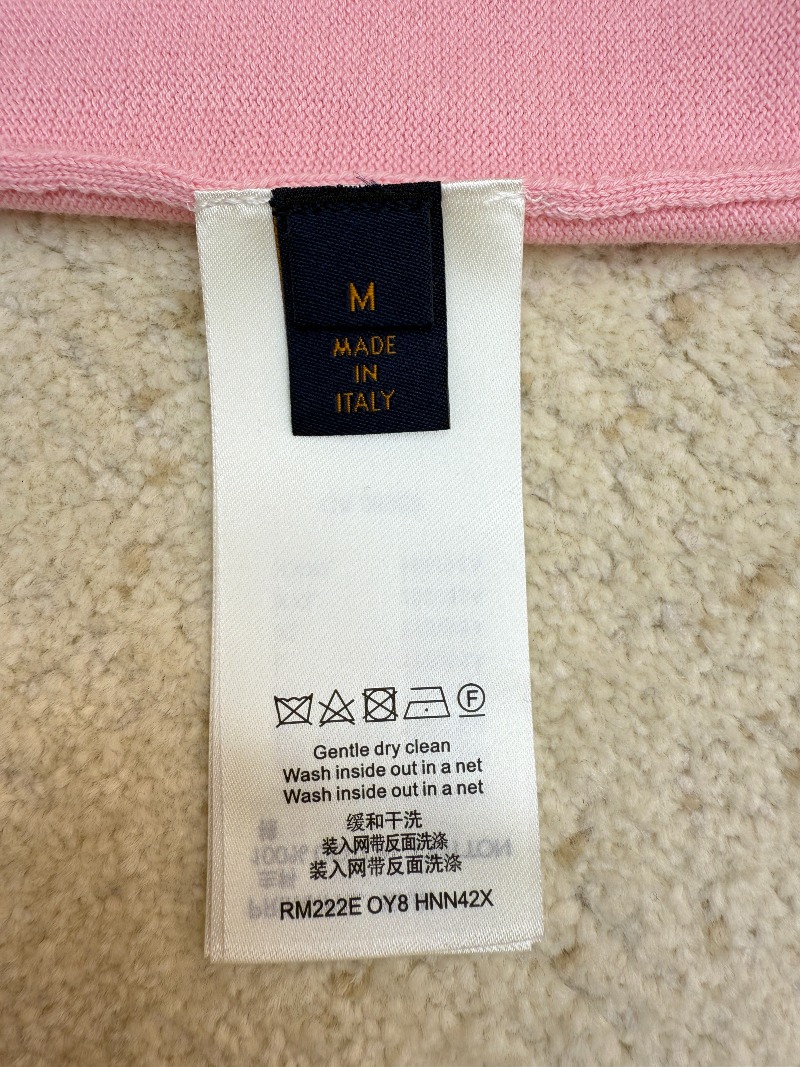 M
MADE
IN
ITALY
F
Gentle dry clean
Wash inside out in a net
Wash inside out in a net
缓和干洗
装入网带反面洗涤
装入网带反面洗涤
RM222E OY8 HNN42X